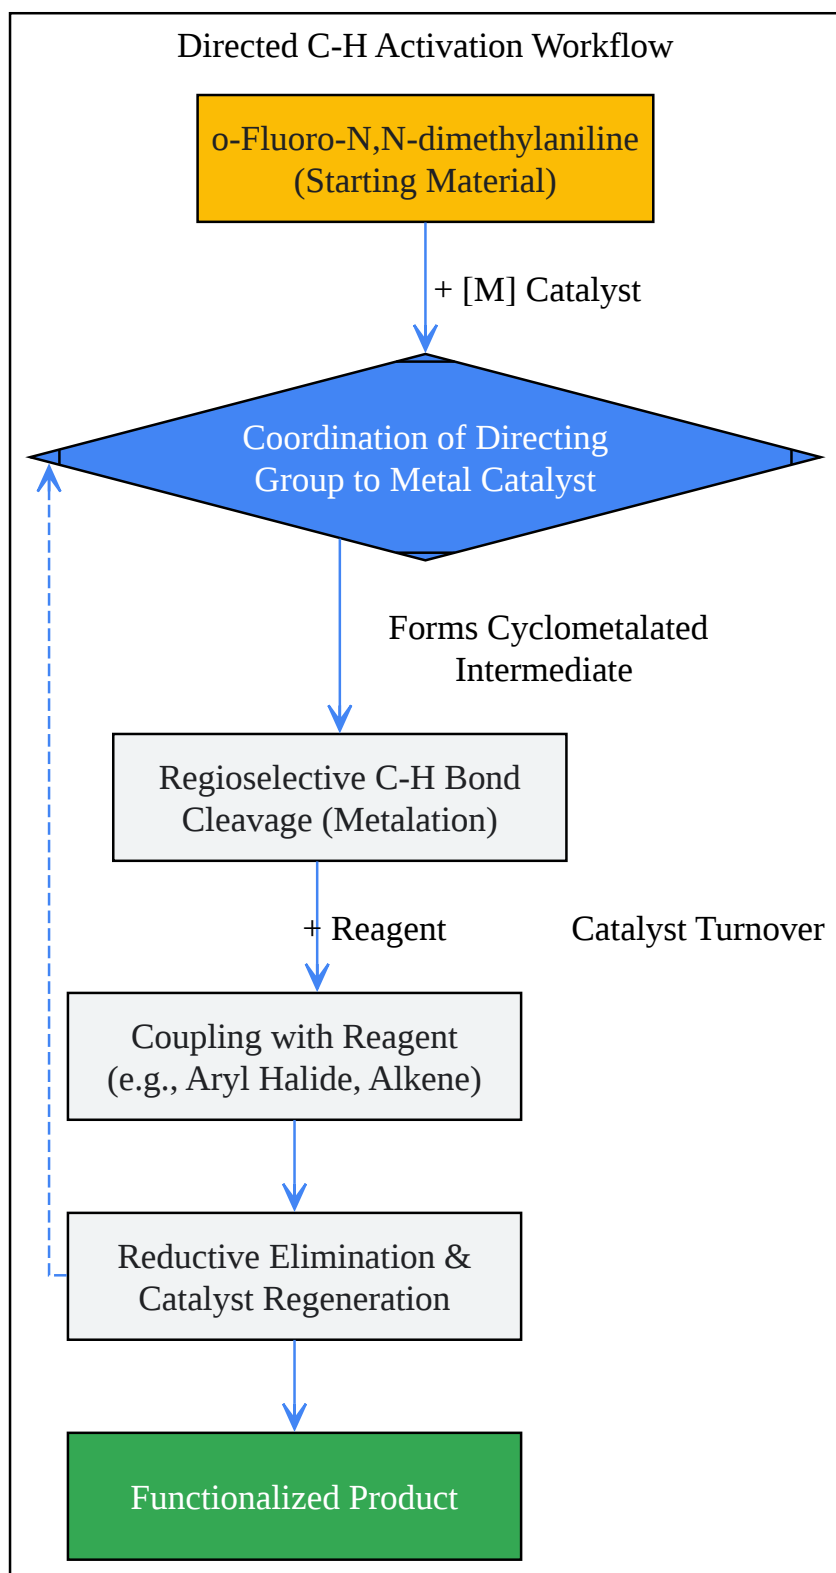 Directed C-H Activation Workflow
o-Fluoro-N,N-dimethylaniline
(Starting Material)
+ [M] Catalyst
Coordination of Directing
Group to Metal Catalyst
Forms Cyclometalated
Intermediate
Regioselective C-H Bond
Cleavage (Metalation)
+ Reagent
Catalyst Turnover
Coupling with Reagent
(e.g., Aryl Halide, Alkene)
Reductive Elimination &
Catalyst Regeneration
Functionalized Product